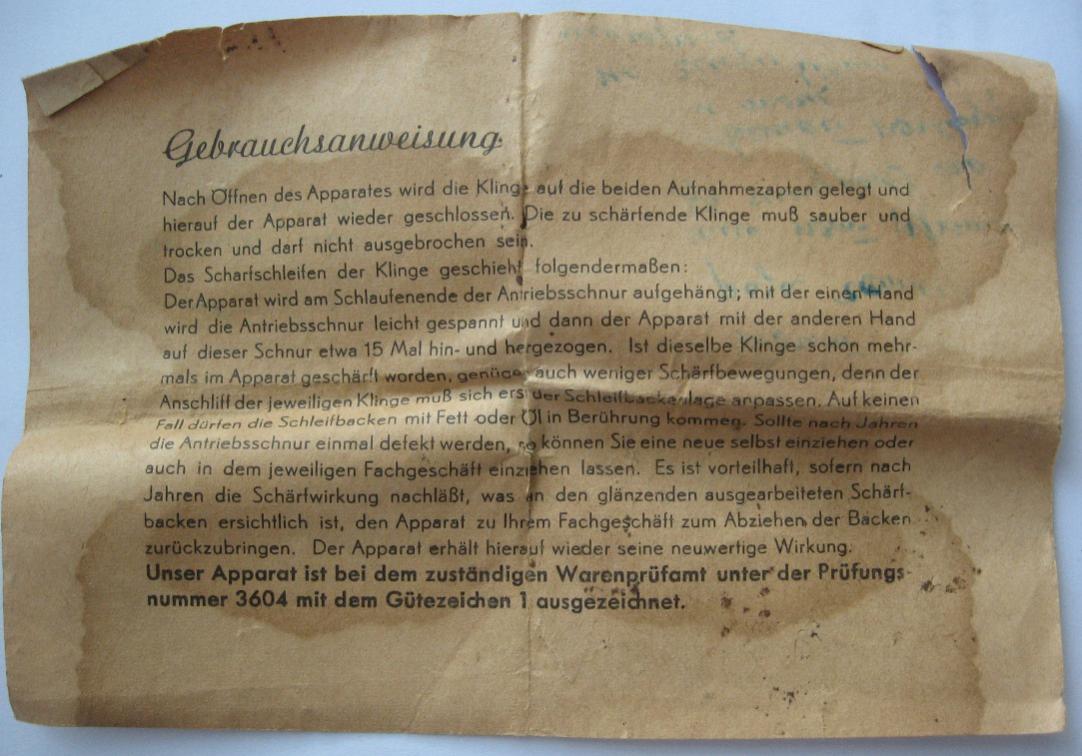 Gebrauchsanweisung
Nach Öffnen des Apparates wird die Klinge auf die beiden Aufnahmezapfen gelegt und
hierauf der Apparat wieder geschlossen. Die zu schärfende Klinge muß sauber und
trocken und darf nicht ausgebrochen sein.
Das Scharfschleifen der Klinge geschieht folgendermaßen:
Der Apparat wird am Schlaufenende der Antriebsschnur aufgehängt; mit der einen Hand
wird die Antriebsschnur leicht gespannt und dann der Apparat mit der anderen Hand
auf dieser Schnur etwa 15 Mal hin- und hergezogen. Ist dieselbe Klinge schon mehr-
mals im Apparat geschärft worden, genügen auch weniger Schärfbewegungen, denn der
Anschliff der jeweiligen Klinge muß sich erst der Schleifbackenlage anpassen. Auf keinen
Fall dürfen die Schleifbacken mit Fett oder Öl in Berührung kommen. Sollte nach Jahren
die Antriebsschnur einmal defekt werden, so können Sie eine neue selbst einziehen oder
auch in dem jeweiligen Fachgeschäft einziehen lassen. Es ist vorteilhaft, sofern nach
Jahren die Schärfwirkung nachläßt, was an den glänzenden ausgearbeiteten Schärf-
backen ersichtlich ist, den Apparat zu Ihrem Fachgeschäft zum Abziehen der Backen
zurückzubringen. Der Apparat erhält hierauf wieder seine neuwertige Wirkung.
Unser Apparat ist bei dem zuständigen Warenprüfamt unter der Prüfungs-
nummer 3604 mit dem Gütezeichen 1 ausgezeichnet.